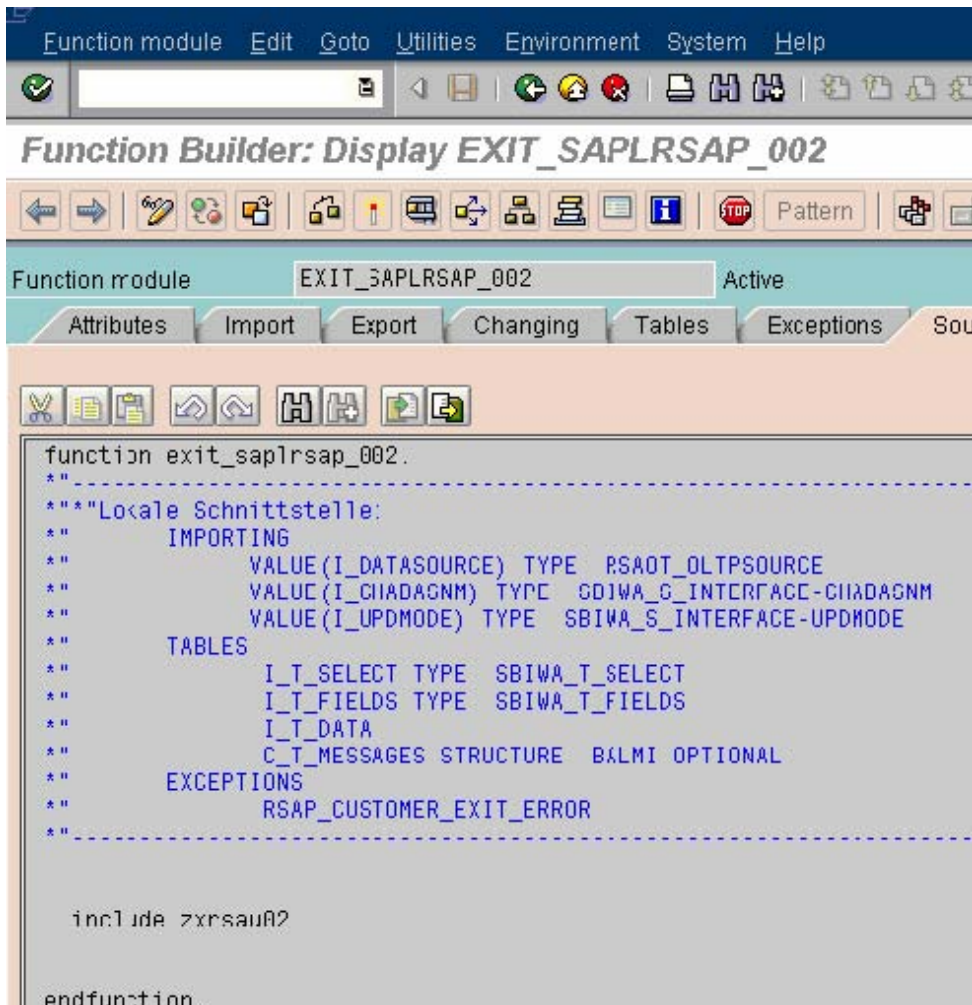 Function module Edit Goto Utilities Environment System Help
Function Builder: Display EXIT_SAPLRSAP_002
Pattern
Function module EXIT_SAPLRSAP_002 Active
Attributes Import Export Changing Tables Exceptions Sou
function exit_saplrsap_002.
*"----------------------------------------------------------------------
*"*"Lokale Schnittstelle:
*" IMPORTING
*" VALUE(I_DATASOURCE) TYPE RSAOT_OLTPSOURCE
*" VALUE(I_CHABASNM) TYPE SBIWA_S_INTERFACE-CHABASNM
*" VALUE(I_UPDMODE) TYPE SBIWA_S_INTERFACE-UPDMODE
*" TABLES
*" I_T_SELECT TYPE SBIWA_T_SELECT
*" I_T_FIELDS TYPE SBIWA_T_FIELDS
*" I_T_DATA
*" C_T_MESSAGES STRUCTURE BALMI OPTIONAL
*" EXCEPTIONS
*" RSAP_CUSTOMER_EXIT_ERROR
*"----------------------------------------------------------------------
include zxrsau02
endfunction.